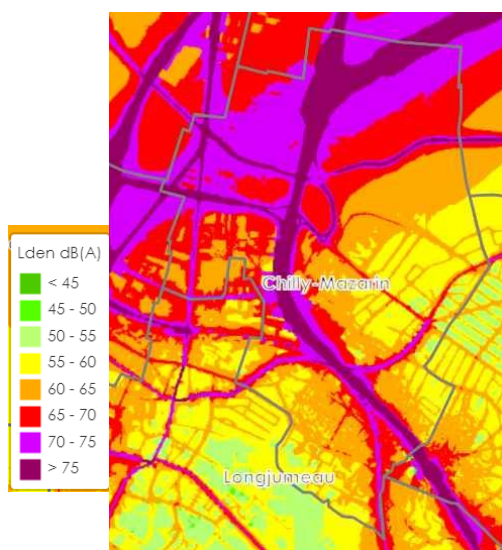 Lden dB(A)
< 45
45 - 50
50 - 55
55 - 60
60 - 65
65 - 70
70 - 75
> 75
Chilly-Mazarin
Longjumeau